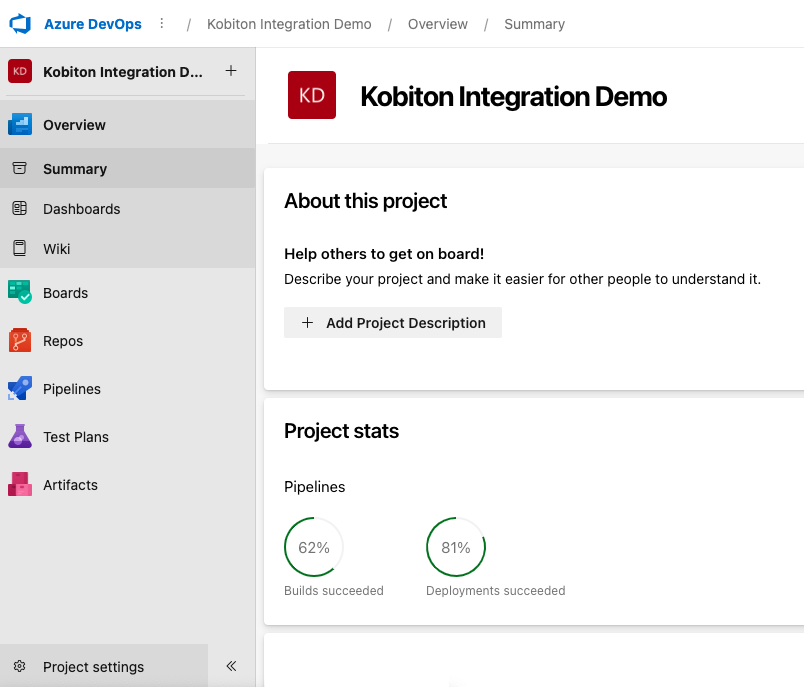 Azure DevOps / Kobiton Integration Demo / Overview / Summary
KD Kobiton Integration D... +
Overview
Summary
Dashboards
Wiki
Boards
Repos
Pipelines
Test Plans
Artifacts
Project settings «
KD Kobiton Integration Demo
About this project
Help others to get on board!
Describe your project and make it easier for other people to understand it.
+ Add Project Description
Project stats
Pipelines
62% 81%
Builds succeeded Deployments succeeded